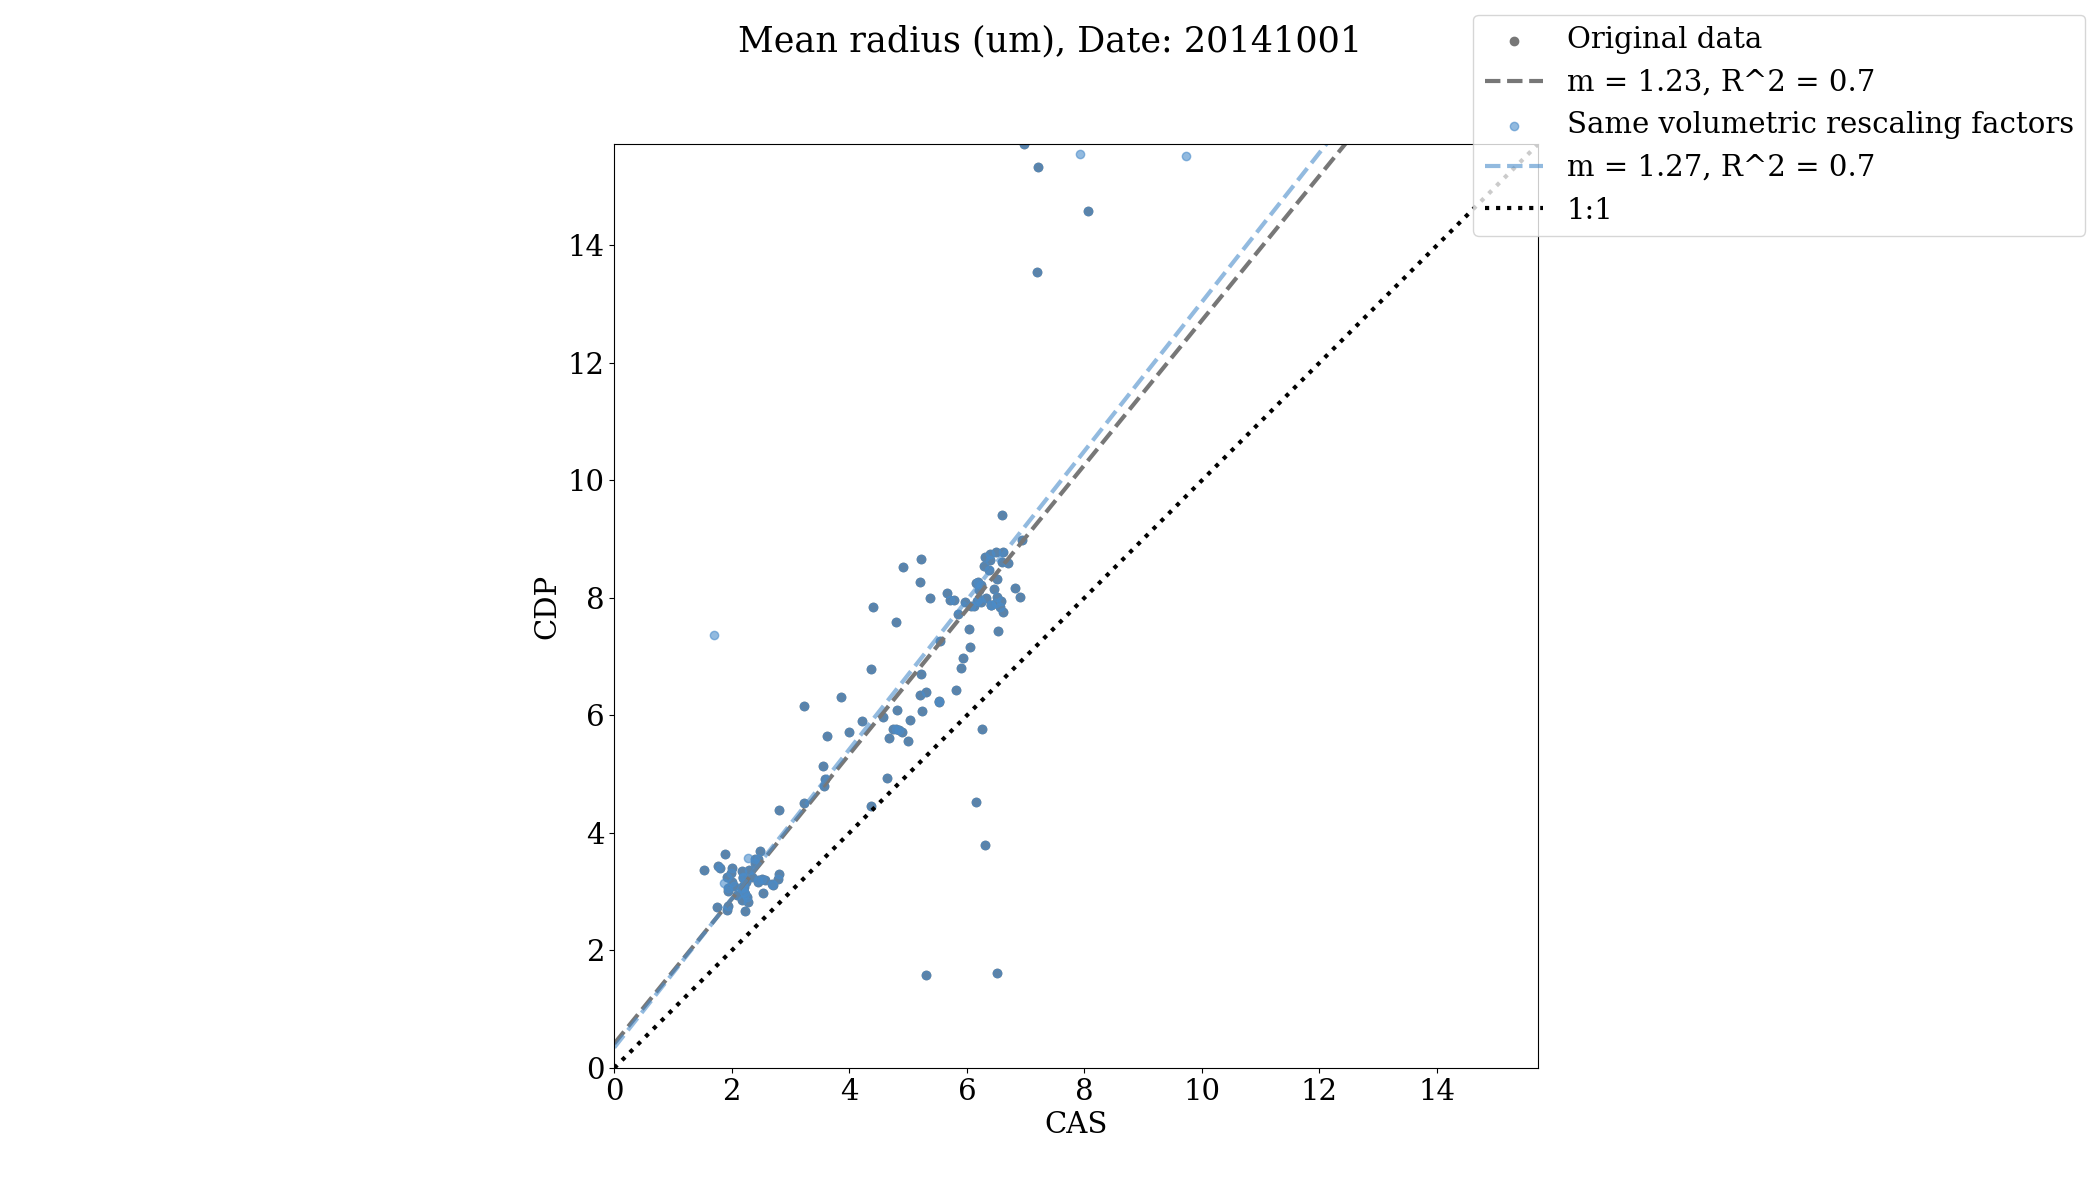 Mean radius (um), Date: 20141001
Original data
m = 1.23, R^2 = 0.7
Same volumetric rescaling factors
m = 1.27, R^2 = 0.7
1:1
14
12
10
8
6
4
2
0
CDP
0 2 4 6 8 10 12 14
CAS